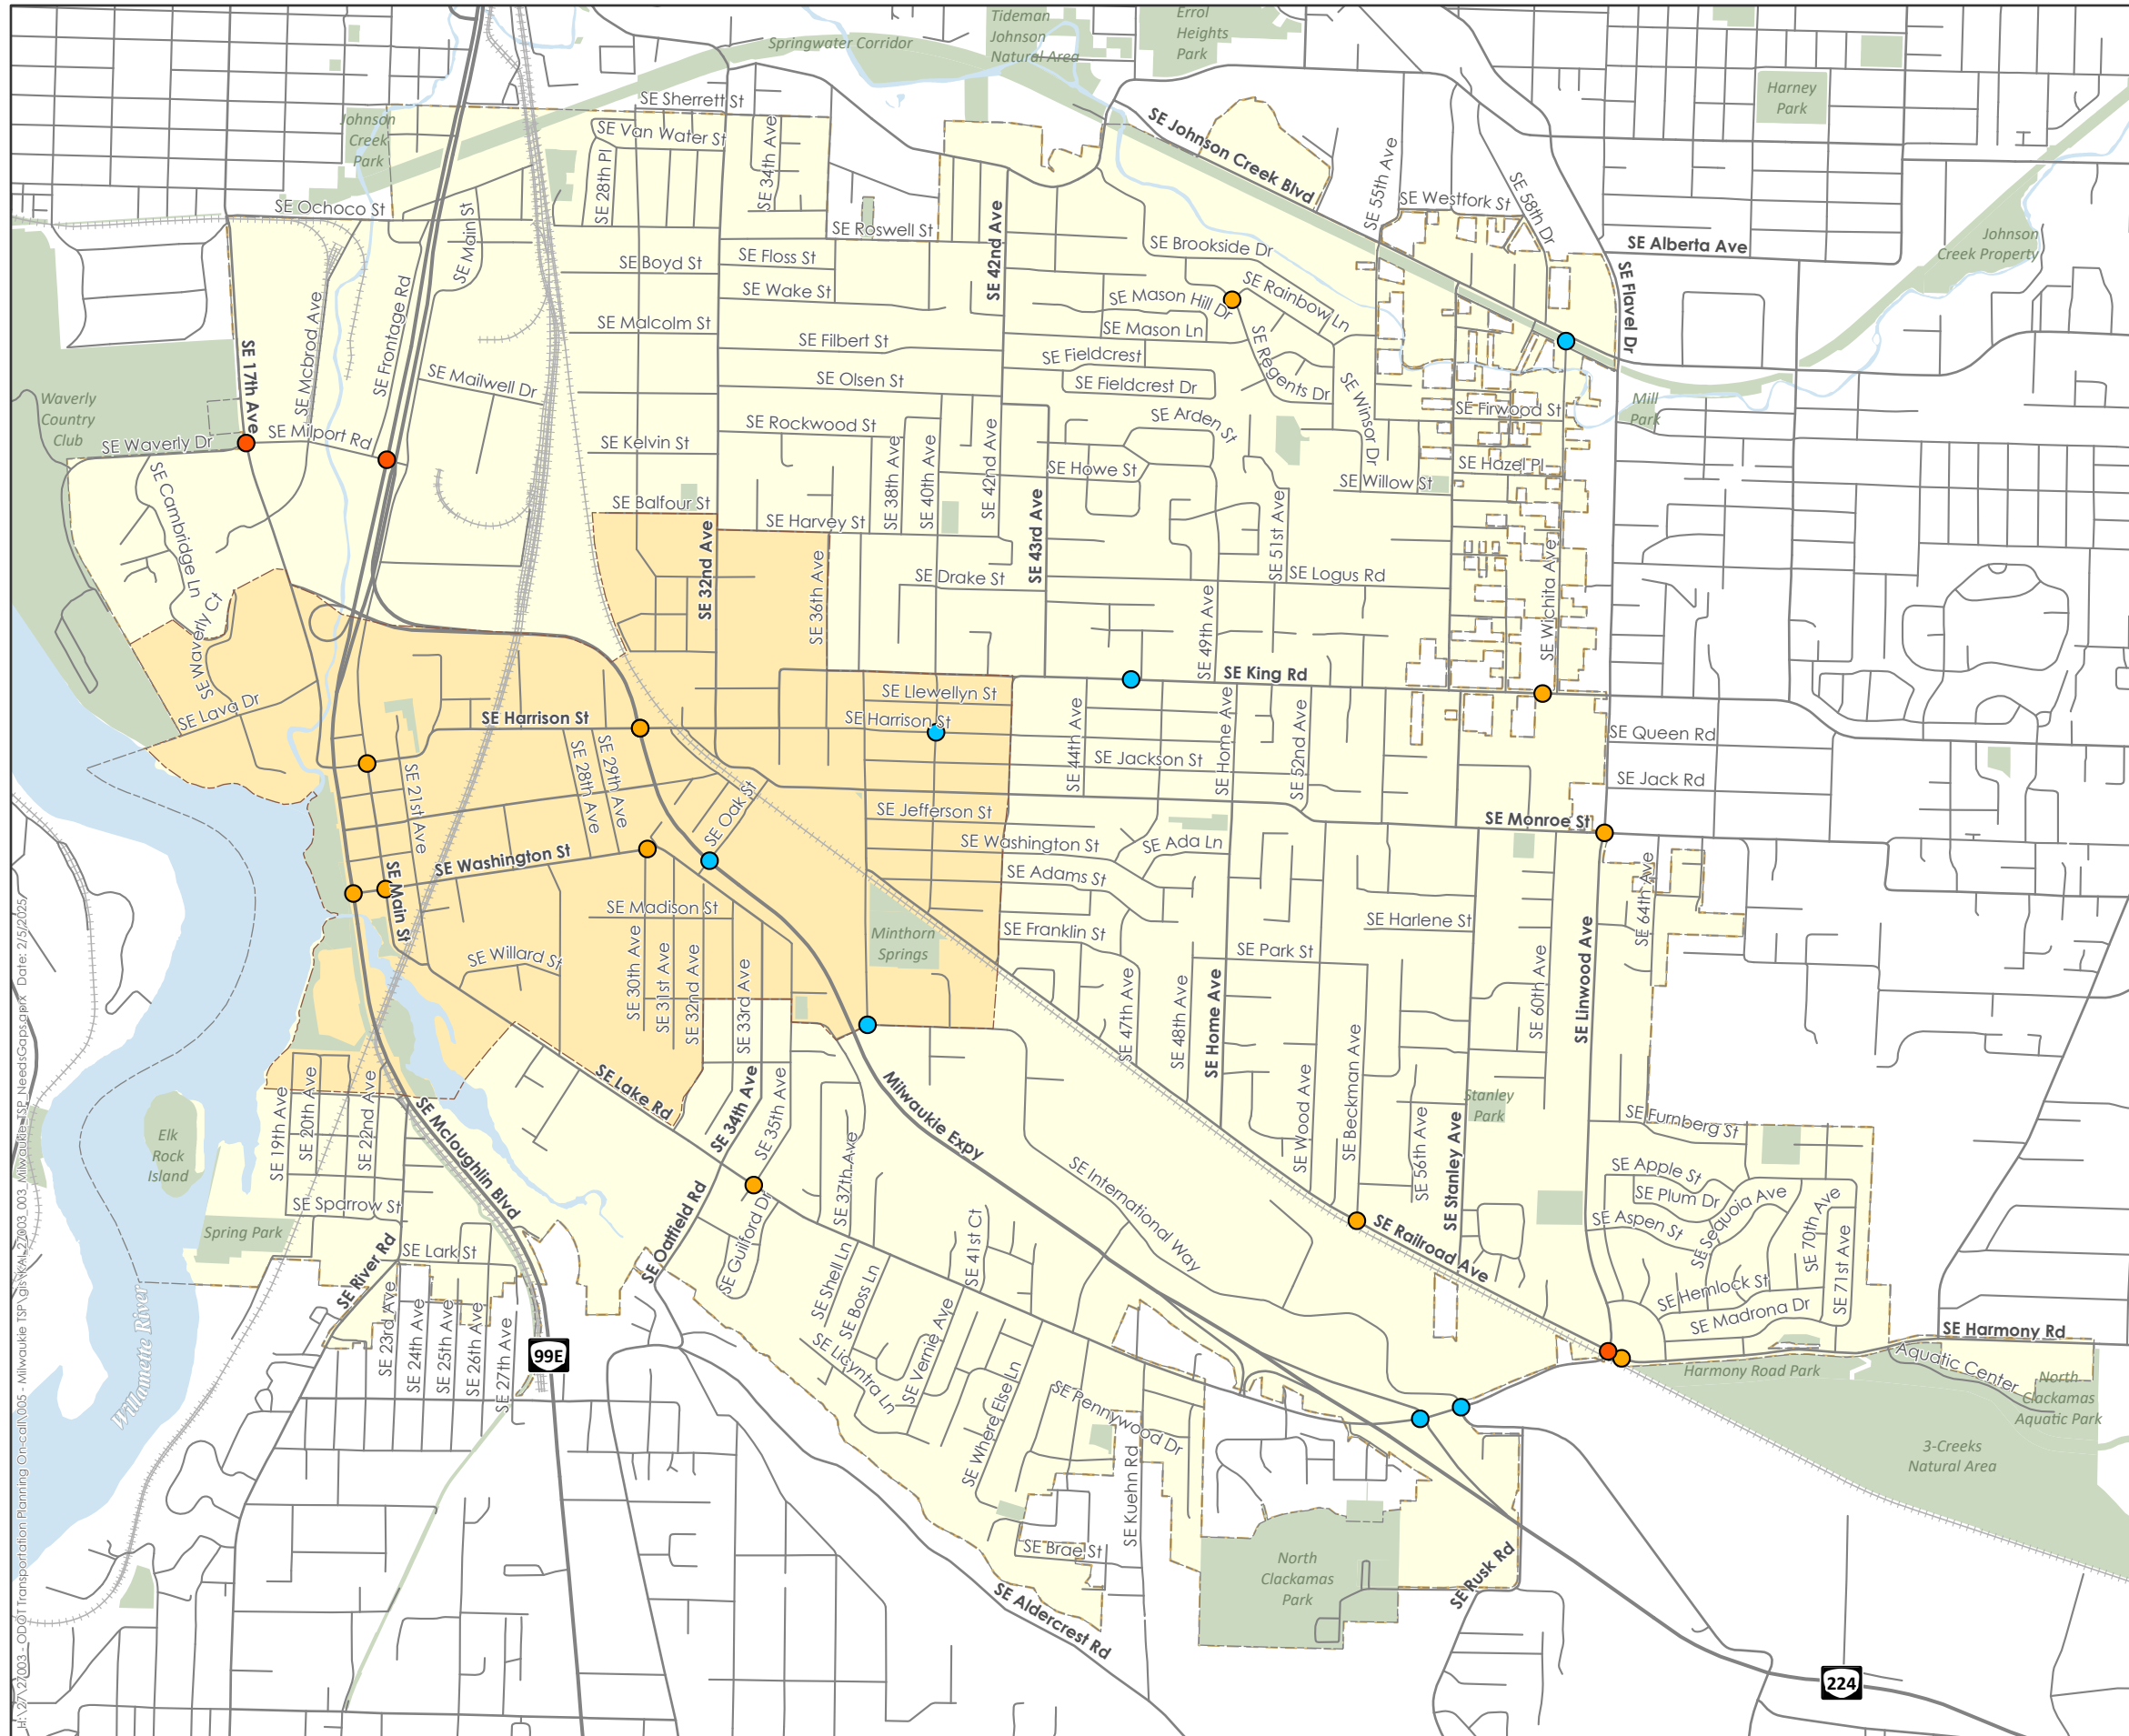 Tideman
Johnson
Natural Area
Errol
Heights
Park
Springwater Corridor
Harney
Park
Johnson
Creek
Park
SE Sherrett St
SE Van Water St
SE 28th Pl
SE 34th Ave
SE Johnson Creek Blvd
SE 55th Ave
SE Westfork St
SE 58th Dr
SE Ochoco St
SE Main St
SE Roswell St
SE 42nd Ave
SE Brookside Dr
SE Alberta Ave
Johnson
Creek Property
SE Flavel Dr
SE Boyd St
SE Floss St
SE Wake St
SE Mason Hill Dr
SE Rainbow Ln
SE Mcbrod Ave
SE Frontage Rd
SE Malcolm St
SE Filbert St
SE Mason Ln
SE Fieldcrest
SE Fieldcrest Dr
SE Regents Dr
SE 17th Ave
SE Mailwell Dr
SE Olsen St
SE Winsor Dr
SE Firwood St
Mill
Park
Waverly
Country
Club
SE Waverly Dr
SE Milport Rd
SE Rockwood St
SE Arden St
SE Kelvin St
SE 38th Ave
SE 40th Ave
SE 42nd Ave
SE Howe St
SE Hazel Pl
SE Willow St
SE Cambridge Ln
SE Balfour St
SE Harvey St
SE 32nd Ave
SE 43rd Ave
SE 51st Ave
SE 36th Ave
SE Drake St
SE Logus Rd
SE Wichita Ave
SE Waverly Ct
SE 49th Ave
SE King Rd
SE Lava Dr
SE Llewellyn St
SE Harrison St
SE Harrison St
SE 44th Ave
SE Home Ave
SE 52nd Ave
SE Queen Rd
SE Jackson St
SE Jack Rd
SE 21st Ave
SE 28th Ave
SE 29th Ave
SE Oak St
SE Jefferson St
SE Monroe St
SE Washington St
SE Washington St
SE Ada Ln
SE Adams St
SE 64th Ave
SE Main St
SE Madison St
Minthorn
Springs
SE Franklin St
SE Harlene St
SE Park St
SE Willard St
SE 30th Ave
SE 31st Ave
SE 32nd Ave
SE 33rd Ave
SE 47th Ave
SE 48th Ave
SE Home Ave
SE 60th Ave
SE Linwood Ave
SE Lake Rd
SE 34th Ave
SE 35th Ave
Milwaukie Expy
SE Wood Ave
SE Beckman Ave
SE 56th Ave
SE Stanley Ave
Stanley
Park
SE Furnberg St
SE 19th Ave
SE 20th Ave
SE 22nd Ave
SE Mcloughlin Blvd
Elk
Rock
Island
SE 37th Ave
SE International Way
SE Apple St
SE Plum Dr
SE Aspen St
SE Sequoia Ave
SE 70th Ave
SE 71st Ave
SE Sparrow St
Spring Park
SE Guilford Dr
SE Oatfield Rd
SE Railroad Ave
SE Lark St
SE River Rd
SE Shell Ln
SE Boss Ln
SE 41st Ct
SE Hemlock St
SE Madrona Dr
SE Harmony Rd
SE 23rd Ave
SE 24th Ave
SE 25th Ave
SE 26th Ave
SE 27th Ave
99E
SE Licyntra Ln
SE Vernie Ave
SE Where Else Ln
SE Pennywood Dr
SE Kuehn Rd
Harmony Road Park
Aquatic Center
North
Clackamas
Aquatic Park
3-Creeks
Natural Area
Willamette River
SE Brae St
SE Aldercrest Rd
North
Clackamas
Park
SE Rusk Rd
224
H:\27\27003 - ODOT Transportation Planning On-call\005 - Milwaukie TSP\gis\KAI_27003_003_Milwaukie_TSP_NeedsGaps.aprx Date: 2/5/2025